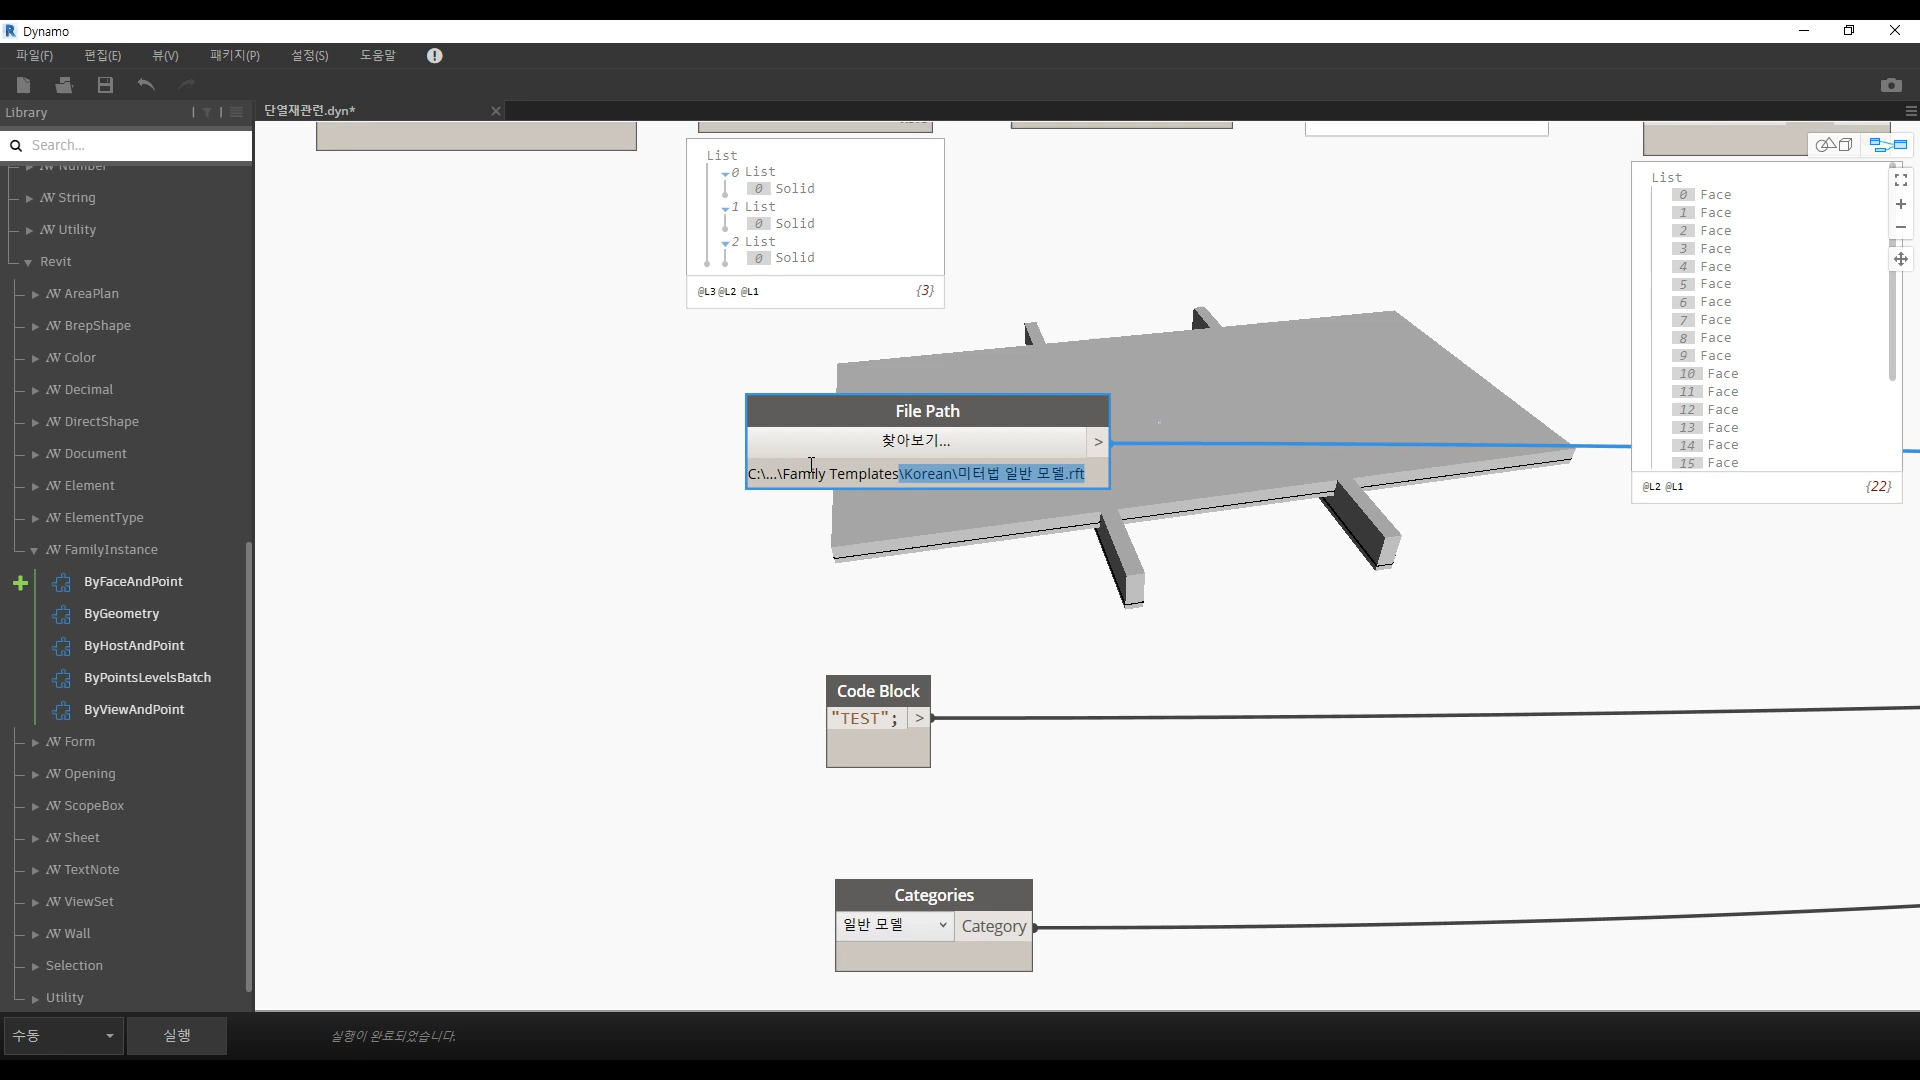 Dynamo
파일(F) 편집(E) 뷰(V) 패키지(P) 설정(S) 도움말
Library
단열재관련.dyn*
Search...
Number
String
Utility
Revit
AreaPlan
BrepShape
Color
Decimal
DirectShape
Document
Element
ElementType
FamilyInstance
ByFaceAndPoint
ByGeometry
ByHostAndPoint
ByPointsLevelsBatch
ByViewAndPoint
Form
Opening
ScopeBox
Sheet
TextNote
ViewSet
Wall
Selection
Utility
List
0 List
0 Solid
1 List
0 Solid
2 List
0 Solid
@L3 @L2 @L1 {3}
List
0 Face
1 Face
2 Face
3 Face
4 Face
5 Face
6 Face
7 Face
8 Face
9 Face
10 Face
11 Face
12 Face
13 Face
14 Face
15 Face
@L2 @L1 {22}
File Path
찾아보기... >
C:\...\Family Templates\Korean\미터법 일반 모델.rft
Code Block
"TEST"; >
Categories
일반 모델 Category
수동 실행 실행이 완료되었습니다.